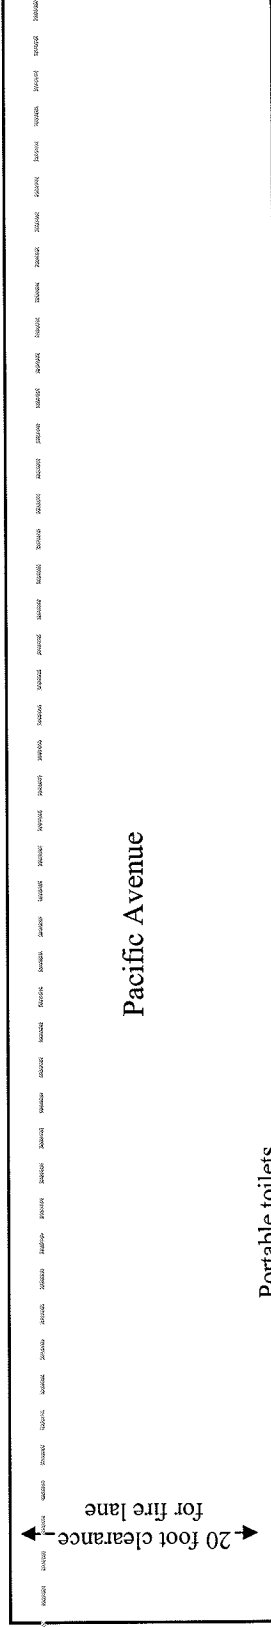 Pacific Avenue
Portable toilets
20 foot clearance
for fire lane